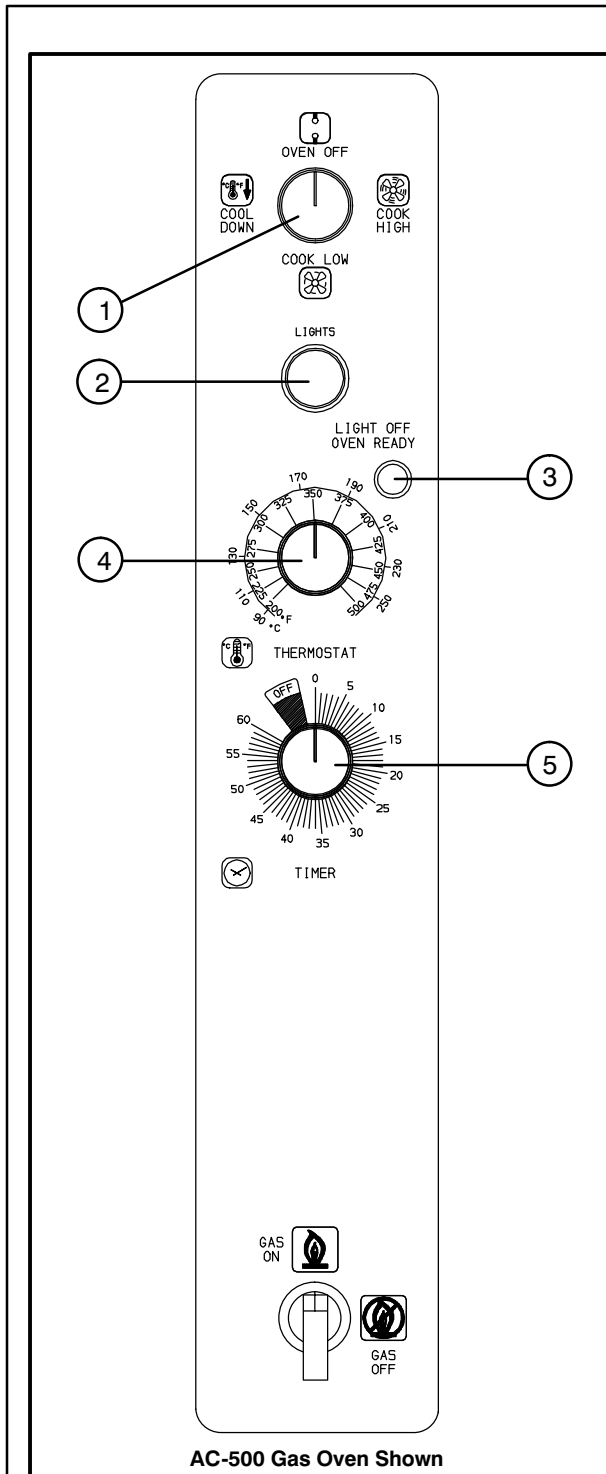 OVEN OFF
°C °F
COOL
DOWN
COOK
HIGH
COOK LOW
1
LIGHTS
2
LIGHT OFF
OVEN READY
3
4
170
190
150
350
325
375
300
400
210
130
275
425
250
450
230
110
225
475
250
90
200
500
°F
°C
°C °F
THERMOSTAT
OFF
0
5
60
10
55
15
5
50
20
45
25
40
35
30
TIMER
GAS
ON
GAS
OFF
AC-500 Gas Oven Shown